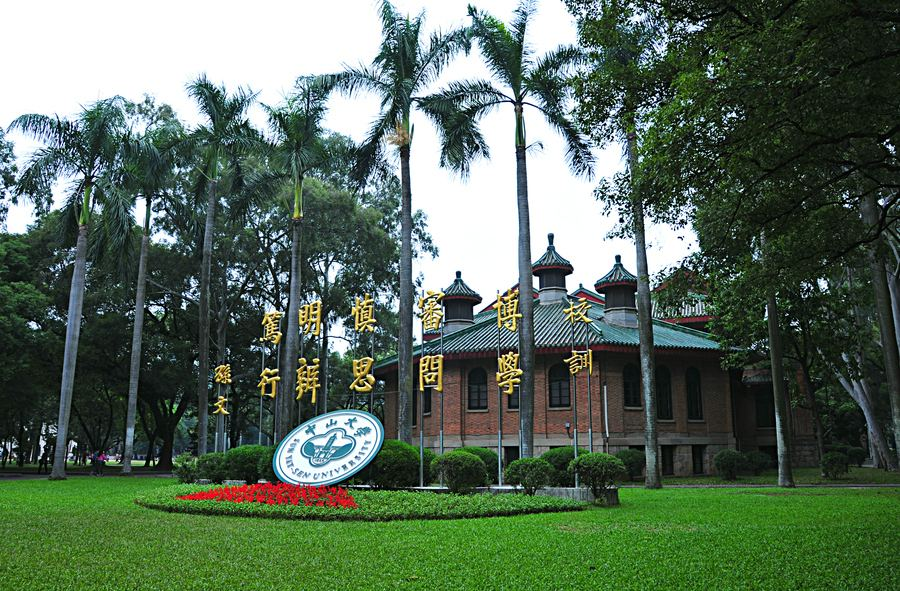 校訓
博學
審問
慎思
明辨
篤行
孫文
中山大學
SUN YAT-SEN UNIVERSITY